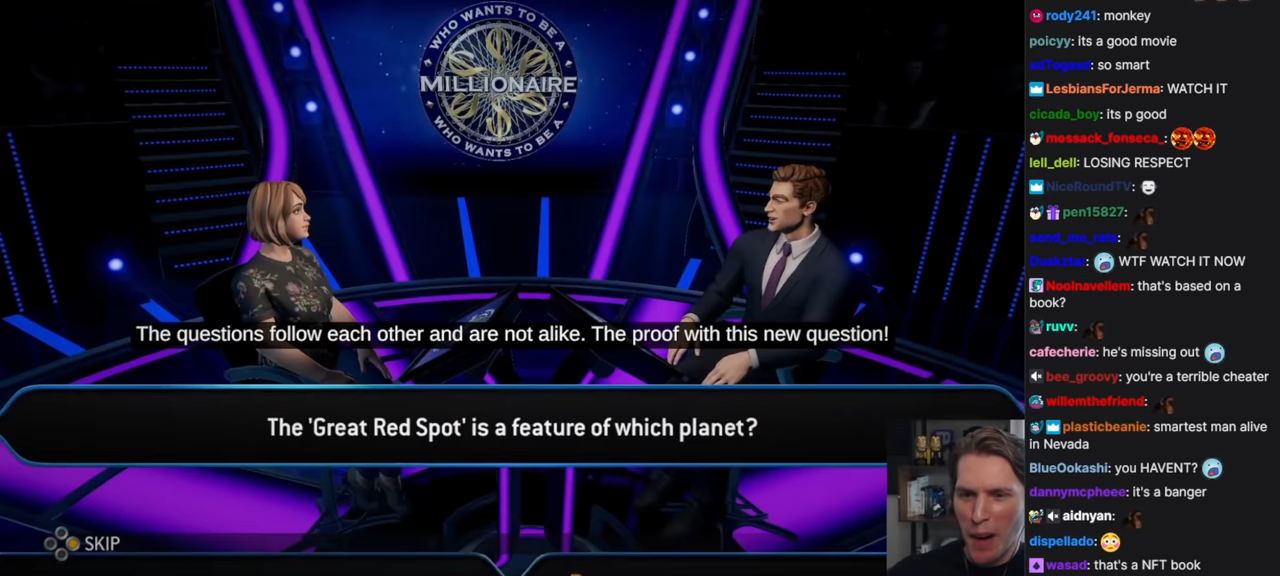 WHO WANTS TO BE A
MILLIONAIRE
WHO WANTS TO BE A
The questions follow each other and are not alike. The proof with this new question!
The 'Great Red Spot' is a feature of which planet?
SKIP
rody241: monkey
poicyy: its a good movie
: so smart
LesbiansForJerma: WATCH IT
cicada_boy: its p good
mossack_fonseca_:
lell_dell: LOSING RESPECT
NiceRoundTV:
pen15827:
send_me_rats:
Duskztar: WTF WATCH IT NOW
Noolnavellem: that's based on a
book?
ruvv:
cafecherie: he's missing out
bee_groovy: you're a terrible cheater
willemthefriend:
plasticbeanie: smartest man alive
in Nevada
BlueOokashi: you HAVENT?
dannymcpheee: it's a banger
aidnyan:
dispellado:
wasad: that's a NFT book